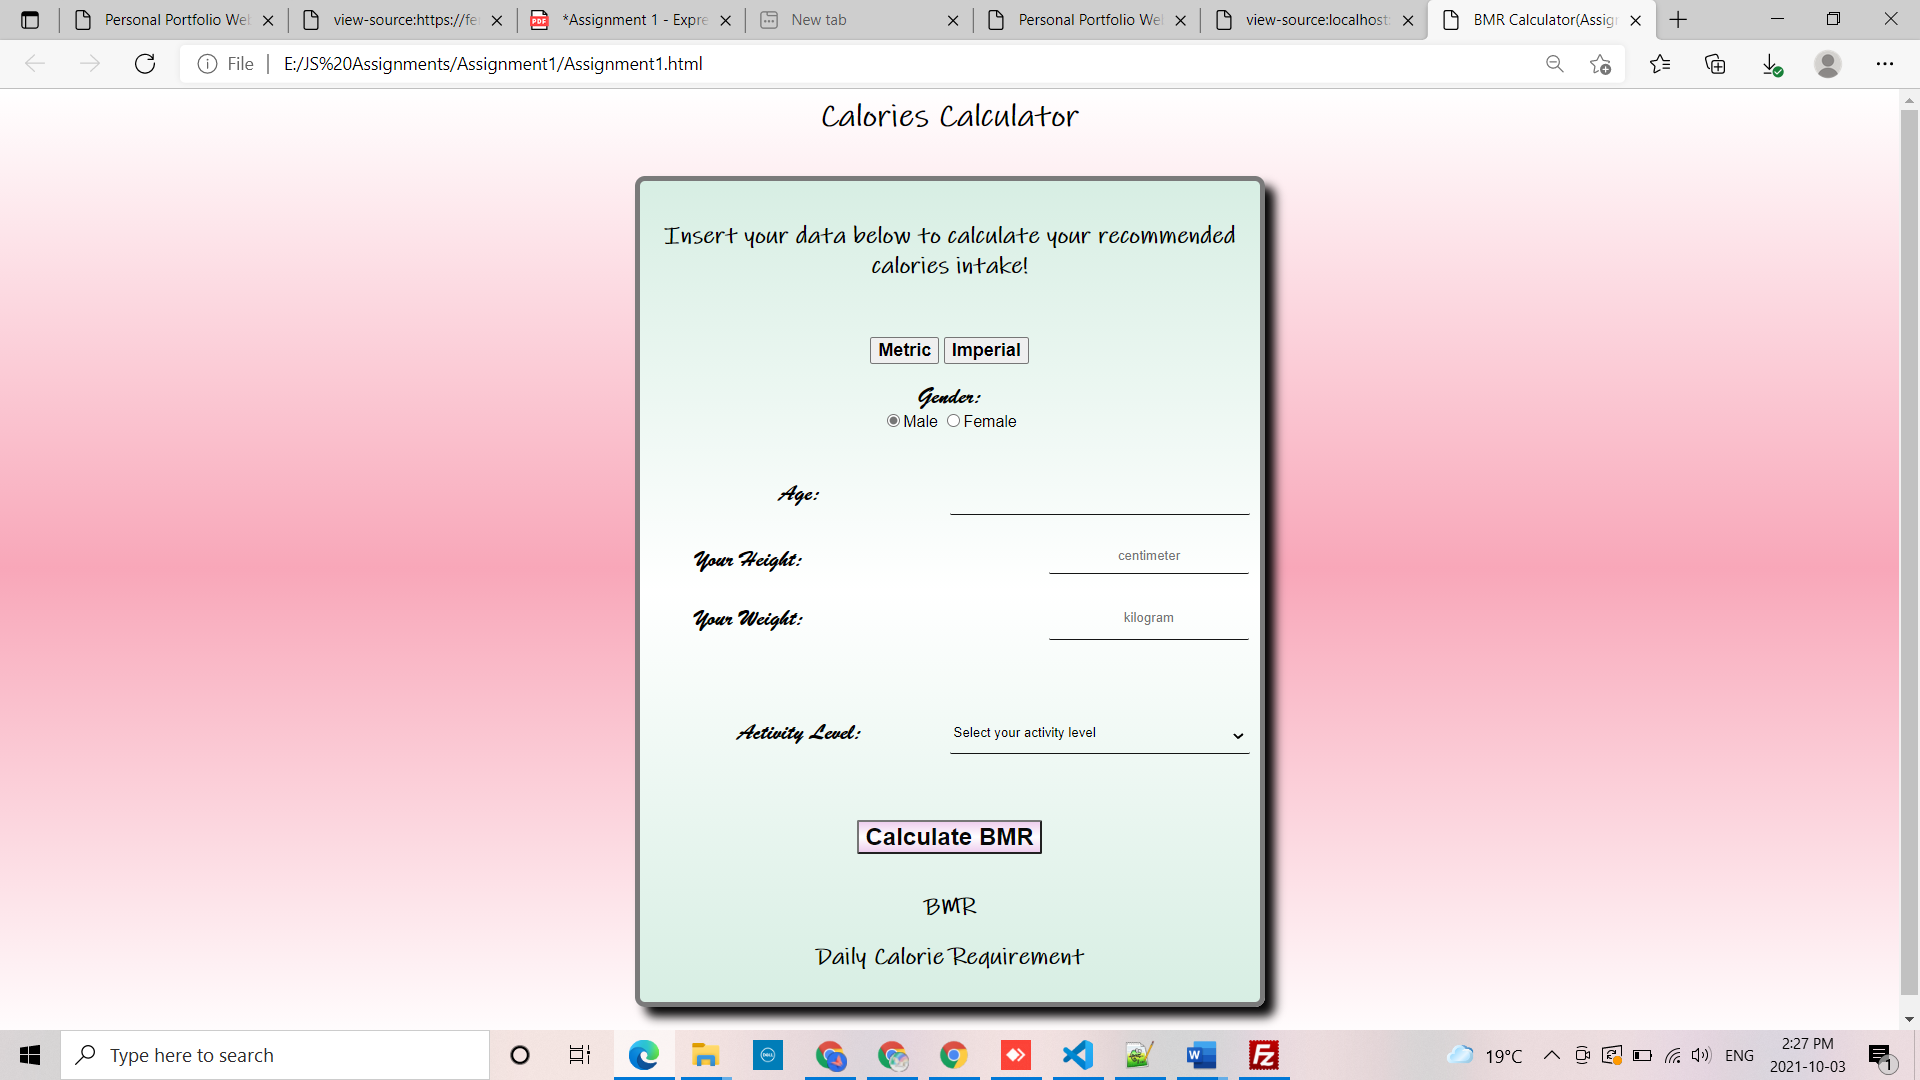 Personal Portfolio Wel
view-source:https://fe
*Assignment 1 - Expre
New tab
Personal Portfolio Wel
view-source:localhost:
BMR Calculator(Assig
File
E:/JS%20Assignments/Assignment1/Assignment1.html
Calories Calculator
Insert your data below to calculate your recommended
calories intake!
Metric Imperial
Gender:
Male Female
Age:
Your Height: centimeter
Your Weight: kilogram
Activity Level: Select your activity level
Calculate BMR
BMR
Daily Calorie Requirement
Type here to search
19°C
ENG
2:27 PM
2021-10-03
1